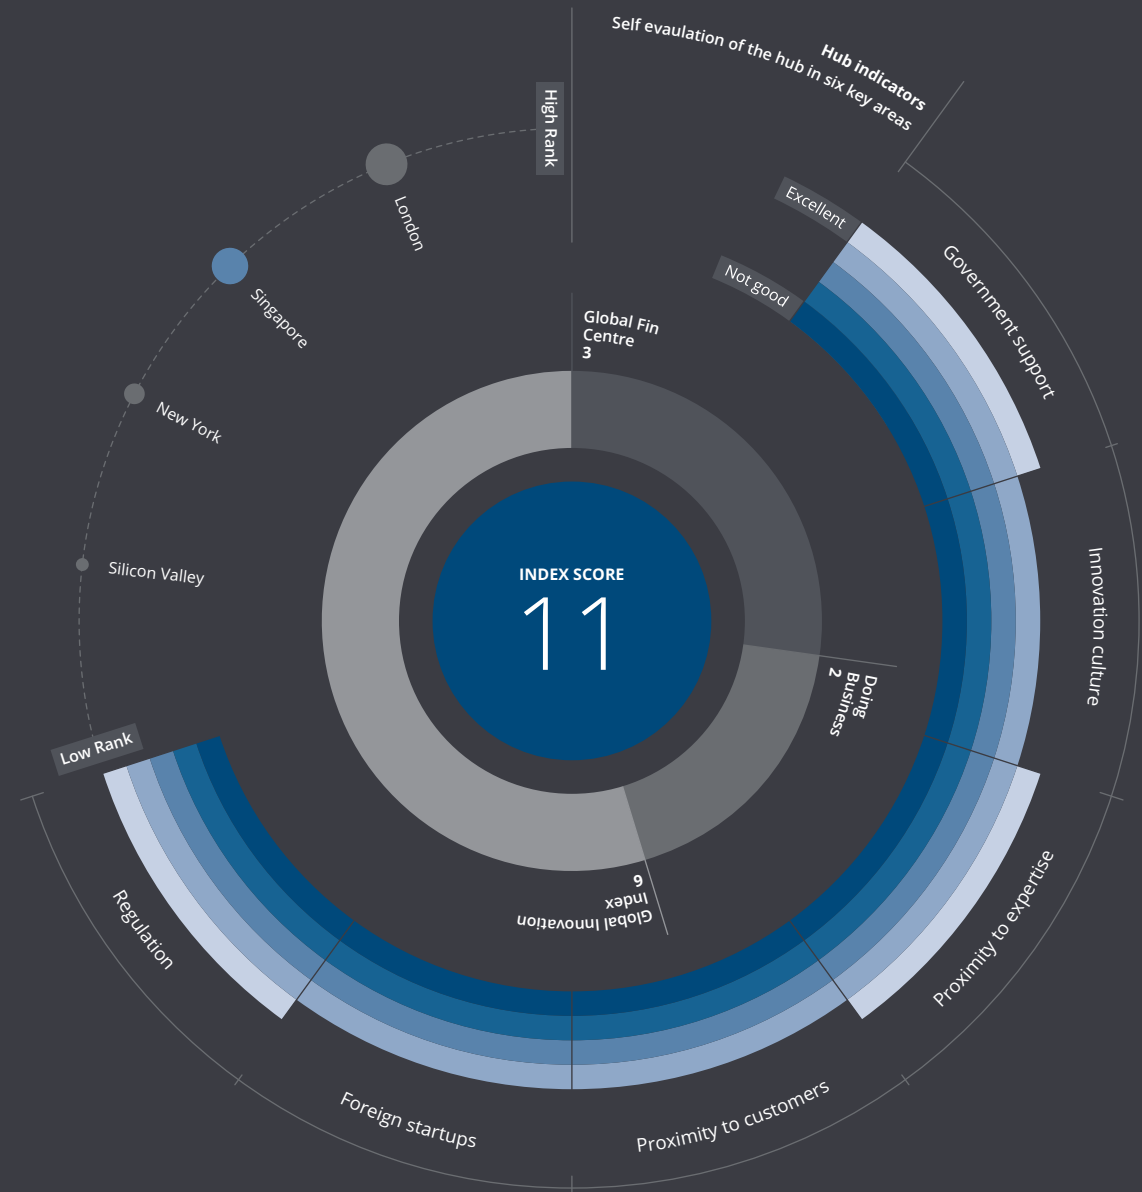 Self evaulation of the hub in six key areas
Hub indicators
High Rank
London
Singapore
New York
Silicon Valley
Low Rank
Excellent
Not good
Government support
Innovation culture
Proximity to expertise
Proximity to customers
Foreign startups
Regulation
Global Fin
Centre
3
Doing
Business
2
Global Innovation
Index
9
INDEX SCORE
11